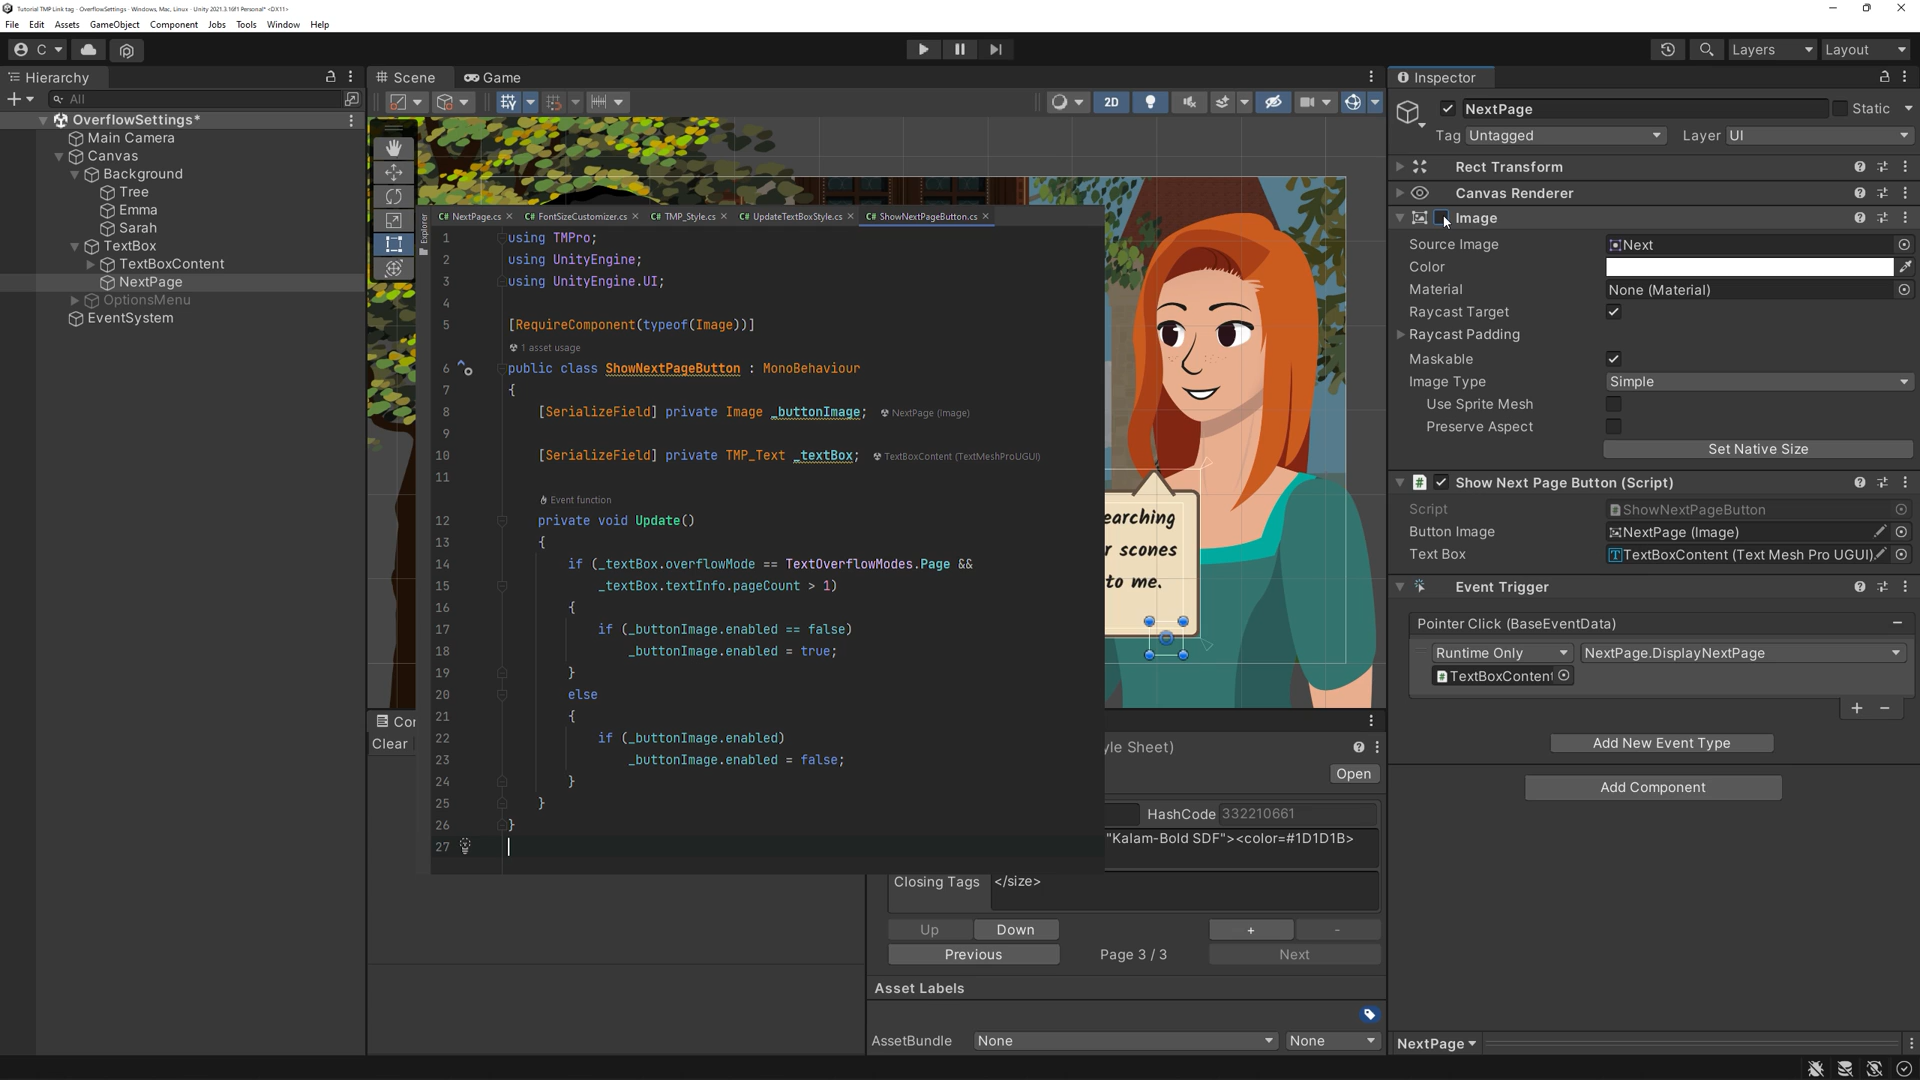 Tutorial TMP Link tag - OverflowSettings - Windows, Mac, Linux - Unity 2021.3.16f1 Personal* <DX11>
File Edit Assets GameObject Component Jobs Tools Window Help
C
Layers Layout
Hierarchy
All
OverflowSettings*
Main Camera
Canvas
Background
Tree
Emma
Sarah
TextBox
TextBoxContent
NextPage
OptionsMenu
EventSystem
Scene Game
2D
NextPage.cs FontSizeCustomizer.cs TMP_Style.cs UpdateTextBoxStyle.cs ShowNextPageButton.cs
Explorer
1 using TMPro;
2 using UnityEngine;
3 using UnityEngine.UI;
4
5 [RequireComponent(typeof(Image))]
1 asset usage
6 public class ShowNextPageButton : MonoBehaviour
7 {
8 [SerializeField] private Image _buttonImage; NextPage (Image)
9
10 [SerializeField] private TMP_Text _textBox; TextBoxContent (TextMeshProUGUI)
11
Event function
12 private void Update()
13 {
14 if (_textBox.overflowMode == TextOverflowModes.Page &&
15 _textBox.textInfo.pageCount > 1)
16 {
17 if (_buttonImage.enabled == false)
18 _buttonImage.enabled = true;
19 }
20 else
21 {
22 if (_buttonImage.enabled)
23 _buttonImage.enabled = false;
24 }
25 }
26 }
27
earching
r scones
to me.
Con
Clear
yle Sheet)
Open
HashCode 332210661
"Kalam-Bold SDF"><color=#1D1D1B>
Closing Tags </size>
Up Down + -
Previous Page 3 / 3 Next
Asset Labels
AssetBundle None None
Inspector
NextPage Static
Tag Untagged Layer UI
Rect Transform
Canvas Renderer
Image
Source Image Next
Color
Material None (Material)
Raycast Target
Raycast Padding
Maskable
Image Type Simple
Use Sprite Mesh
Preserve Aspect
Set Native Size
# Show Next Page Button (Script)
Script ShowNextPageButton
Button Image NextPage (Image)
Text Box TextBoxContent (Text Mesh Pro UGUI)
Event Trigger
Pointer Click (BaseEventData)
Runtime Only NextPage.DisplayNextPage
TextBoxContent
+ -
Add New Event Type
Add Component
NextPage